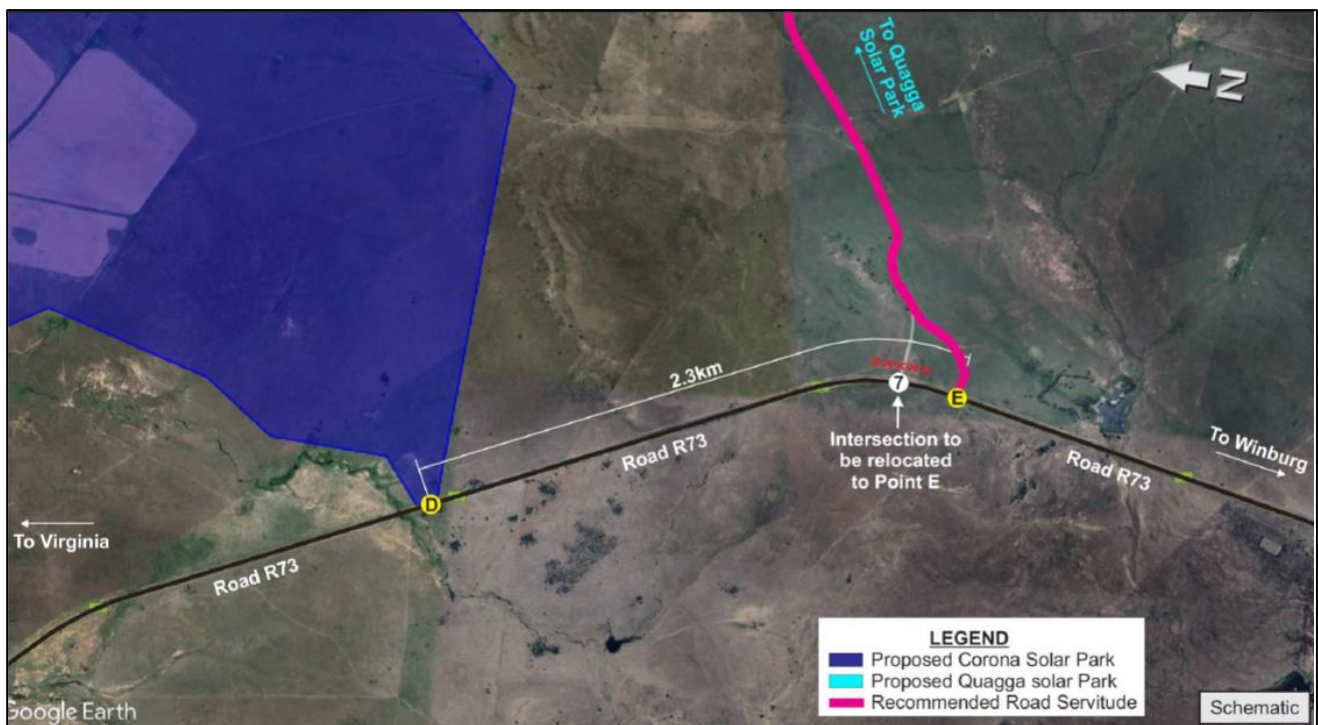 To Quagga
Solar Park
N
2.3km
7
E
D
Intersection to
be relocated
to Point E
Road R73
Road R73
To Winburg
To Virginia
Road R73
LEGEND
Proposed Corona Solar Park
Proposed Quagga solar Park
Recommended Road Servitude
Google Earth
Schematic